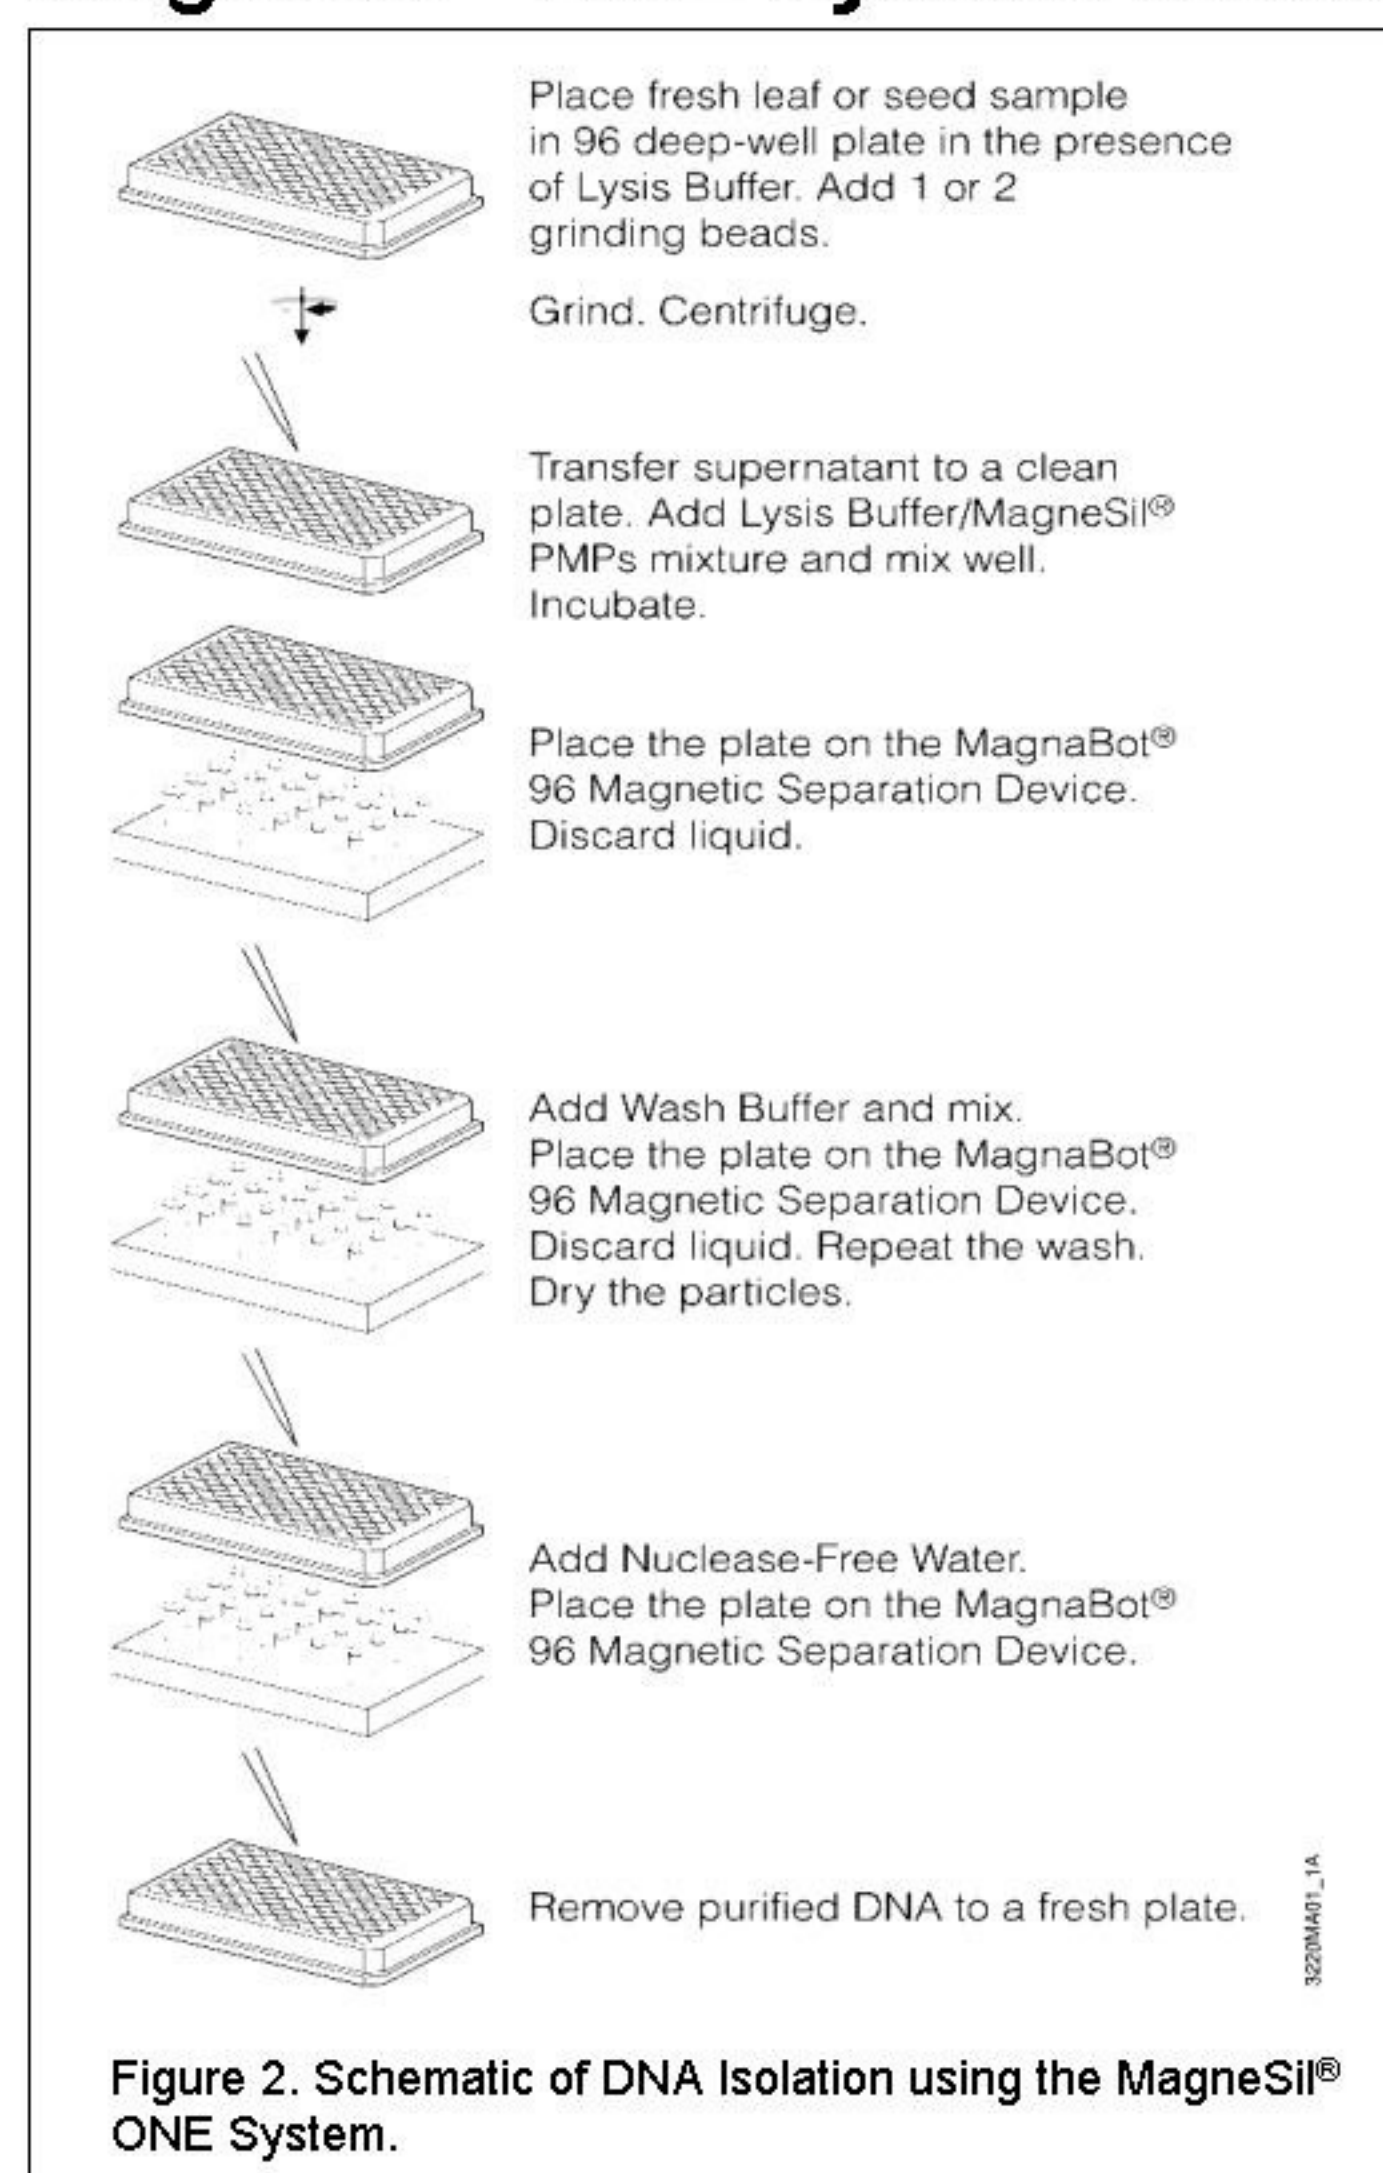 Place fresh leaf or seed sample
in 96 deep-well plate in the presence
of Lysis Buffer. Add 1 or 2
grinding beads.
Grind. Centrifuge.
Transfer supernatant to a clean
plate. Add Lysis Buffer/MagneSil®
PMPs mixture and mix well.
Incubate.
Place the plate on the MagnaBot®
96 Magnetic Separation Device.
Discard liquid.
Add Wash Buffer and mix.
Place the plate on the MagnaBot®
96 Magnetic Separation Device.
Discard liquid. Repeat the wash.
Dry the particles.
Add Nuclease-Free Water.
Place the plate on the MagnaBot®
96 Magnetic Separation Device.
Remove purified DNA to a fresh plate.
3220MA01_1A
Figure 2. Schematic of DNA Isolation using the MagneSil®
ONE System.